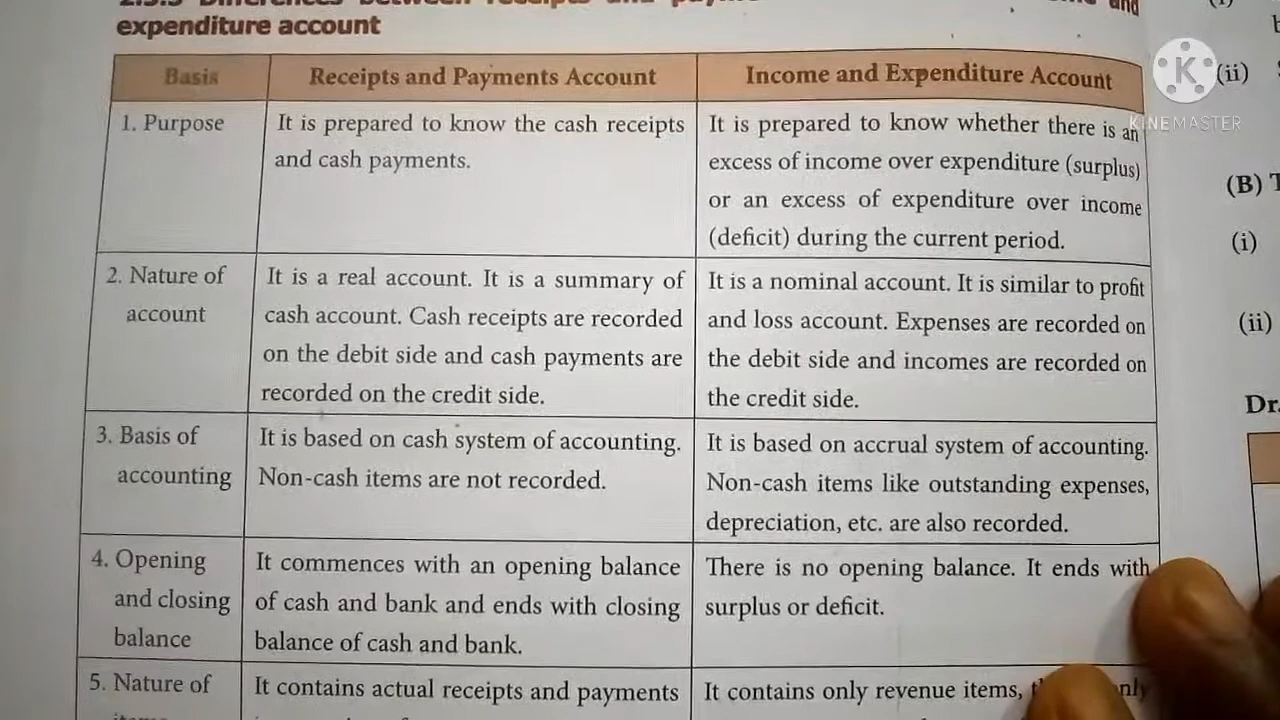 2.3.3 Differences between receipts and and
expenditure account
Basis
Receipts and Payments Account
Income and Expenditure Account
1. Purpose
It is prepared to know the cash receipts
and cash payments.
It is prepared to know whether there is an
excess of income over expenditure (surplus)
or an excess of expenditure over income
(deficit) during the current period.
2. Nature of
account
It is a real account. It is a summary of
cash account. Cash receipts are recorded
on the debit side and cash payments are
recorded on the credit side.
It is a nominal account. It is similar to profit
and loss account. Expenses are recorded on
the debit side and incomes are recorded on
the credit side.
3. Basis of
accounting
It is based on cash system of accounting.
Non-cash items are not recorded.
It is based on accrual system of accounting.
Non-cash items like outstanding expenses,
depreciation, etc. are also recorded.
4. Opening
and closing
balance
It commences with an opening balance
of cash and bank and ends with closing
balance of cash and bank.
There is no opening balance. It ends with
surplus or deficit.
5. Nature of
It contains actual receipts and payments
It contains only revenue items,
(ii)
KINEMASTER
(B)
(i)
(ii)
Dr.